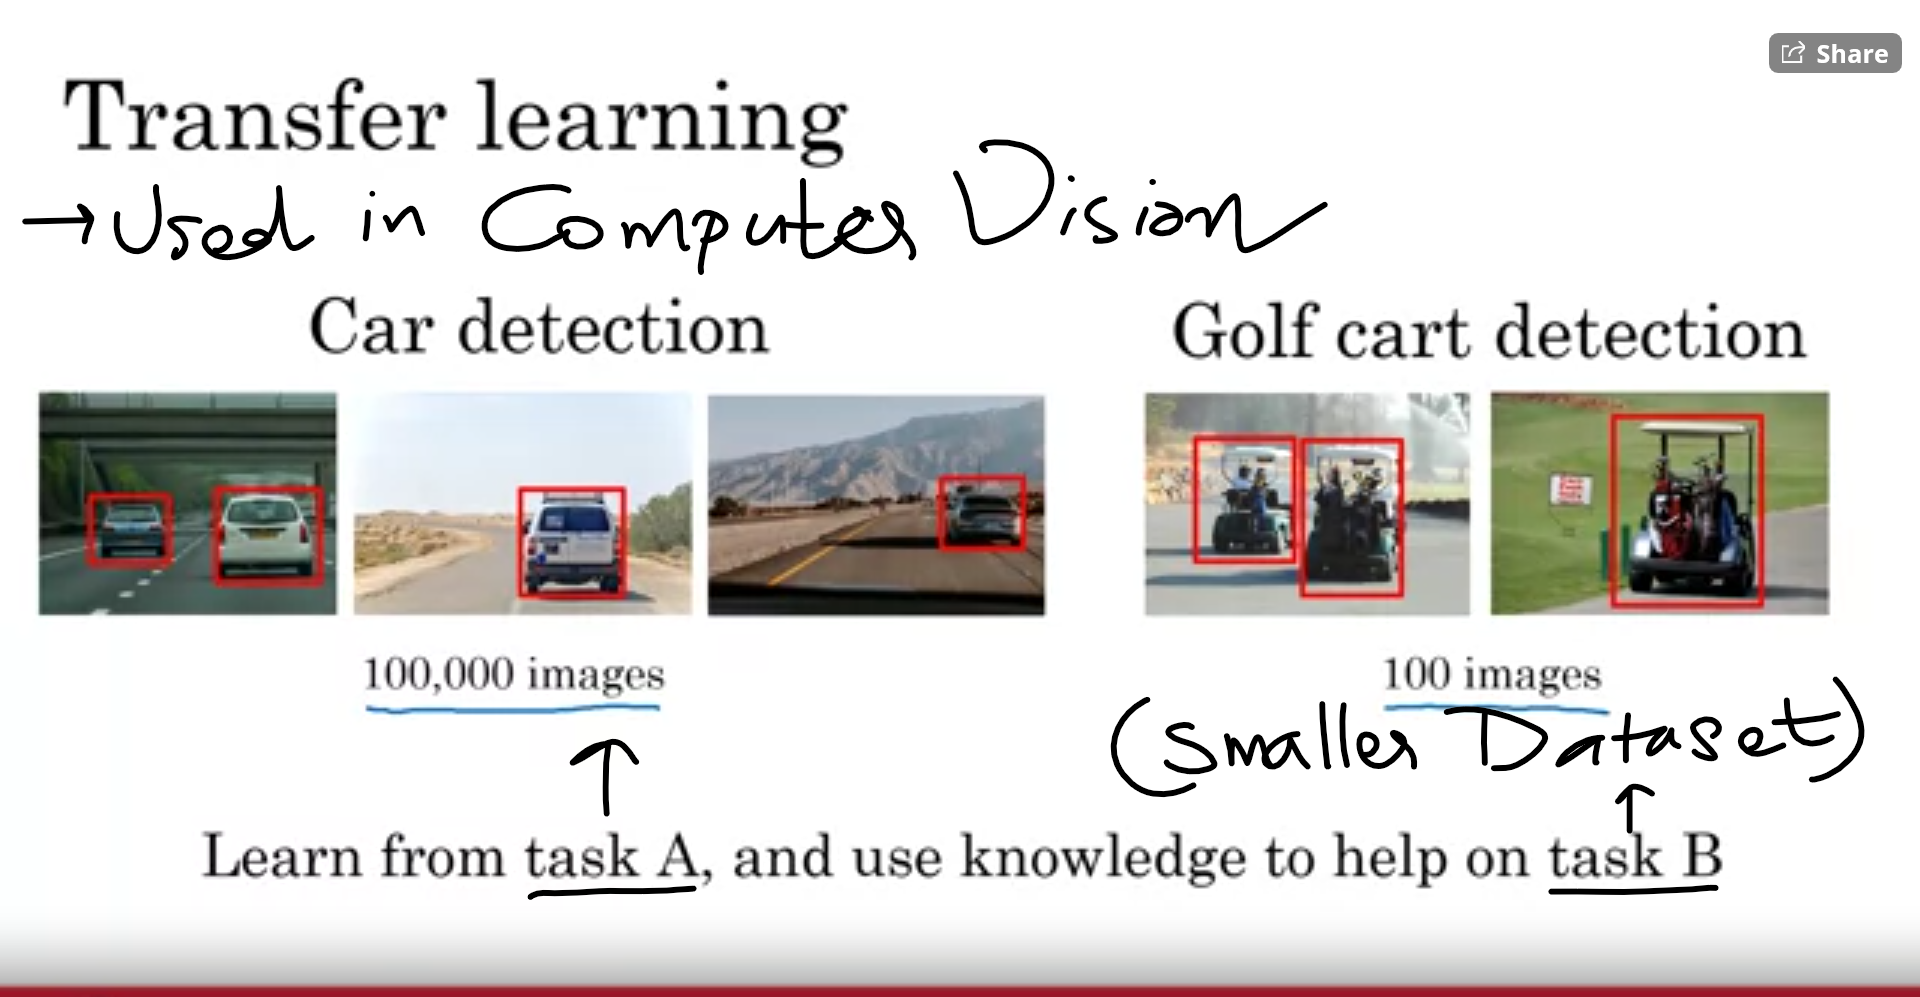 Share
Transfer learning
→ Used in Computer Vision
Car detection
Golf cart detection
100,000 images
100 images
(Smaller Dataset)
Learn from task A, and use knowledge to help on task B